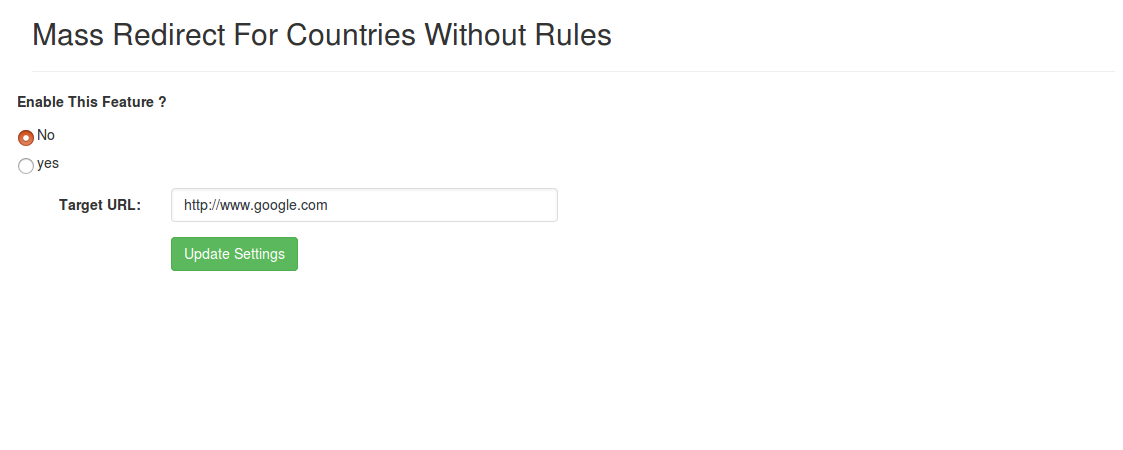 Mass Redirect For Countries Without Rules
Enable This Feature ?
No
yes
Target URL: http://www.google.com
Update Settings